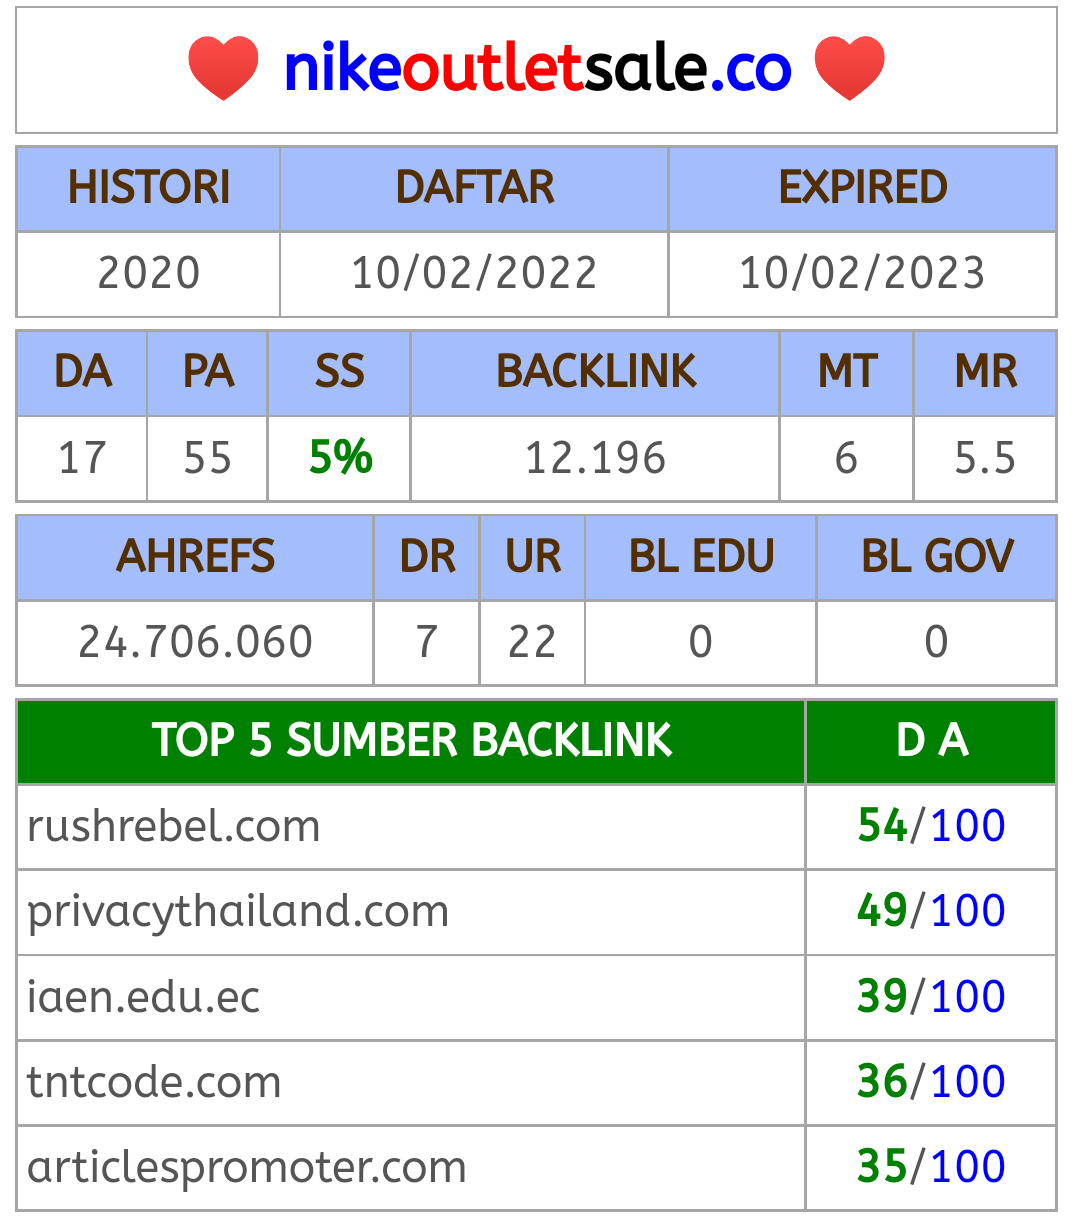 nikeoutletsale.co
HISTORI DAFTAR EXPIRED
2020 10/02/2022 10/02/2023
DA PA SS BACKLINK MT MR
17 55 5% 12.196 6 5.5
AHREFS DR UR BL EDU BL GOV
24.706.060 7 22 0 0
TOP 5 SUMBER BACKLINK D A
rushrebel.com 54/100
privacythailand.com 49/100
iaen.edu.ec 39/100
tntcode.com 36/100
articlespromoter.com 35/100